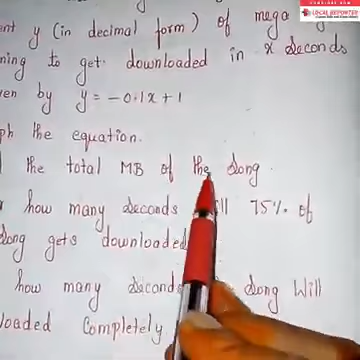 LOCAL REPORTER
ent y (in decimal form) of mega
ning to get downloaded in x seconds
en by y = -0.1x + 1
ph the equation.
the total MB of the song.
how many seconds 75% of
song gets downloaded
how many seconds song will
loaded completely